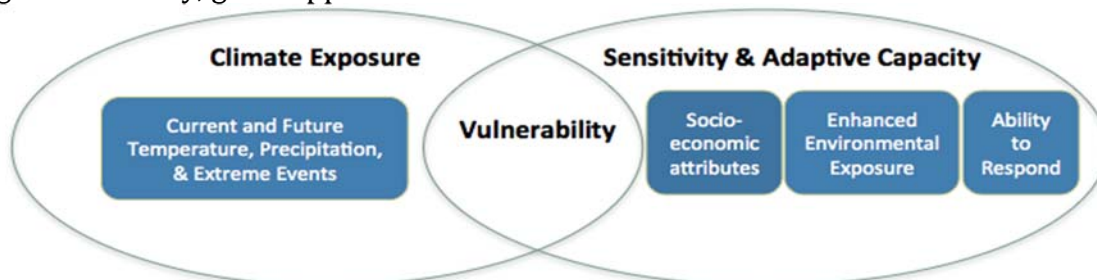 Climate Exposure
Sensitivity & Adaptive Capacity
Current and Future
Temperature, Precipitation,
& Extreme Events
Vulnerability
Socio-
economic
attributes
Enhanced
Environmental
Exposure
Ability
to
Respond